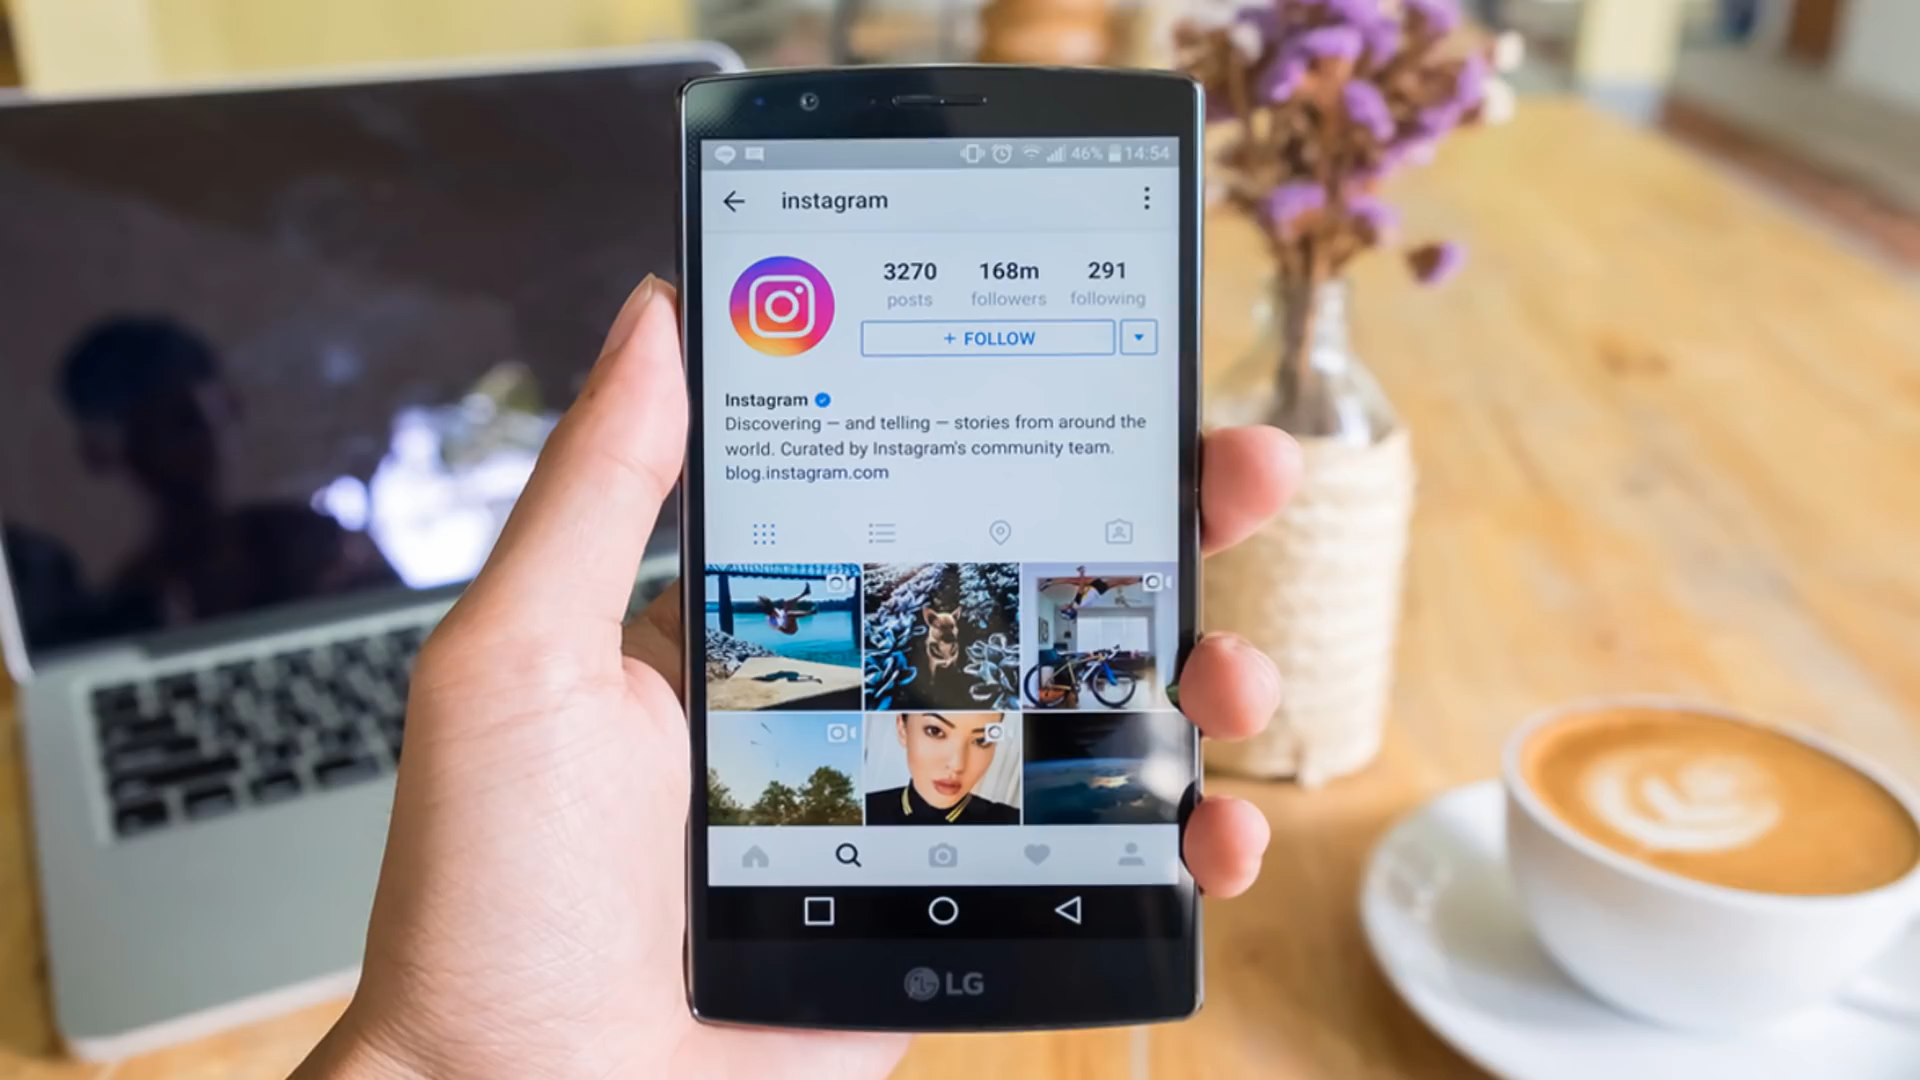 46% 14:54
instagram
3270 168m 291
posts followers following
+ FOLLOW
Instagram
Discovering — and telling — stories from around the
world. Curated by Instagram's community team.
blog.instagram.com
LG